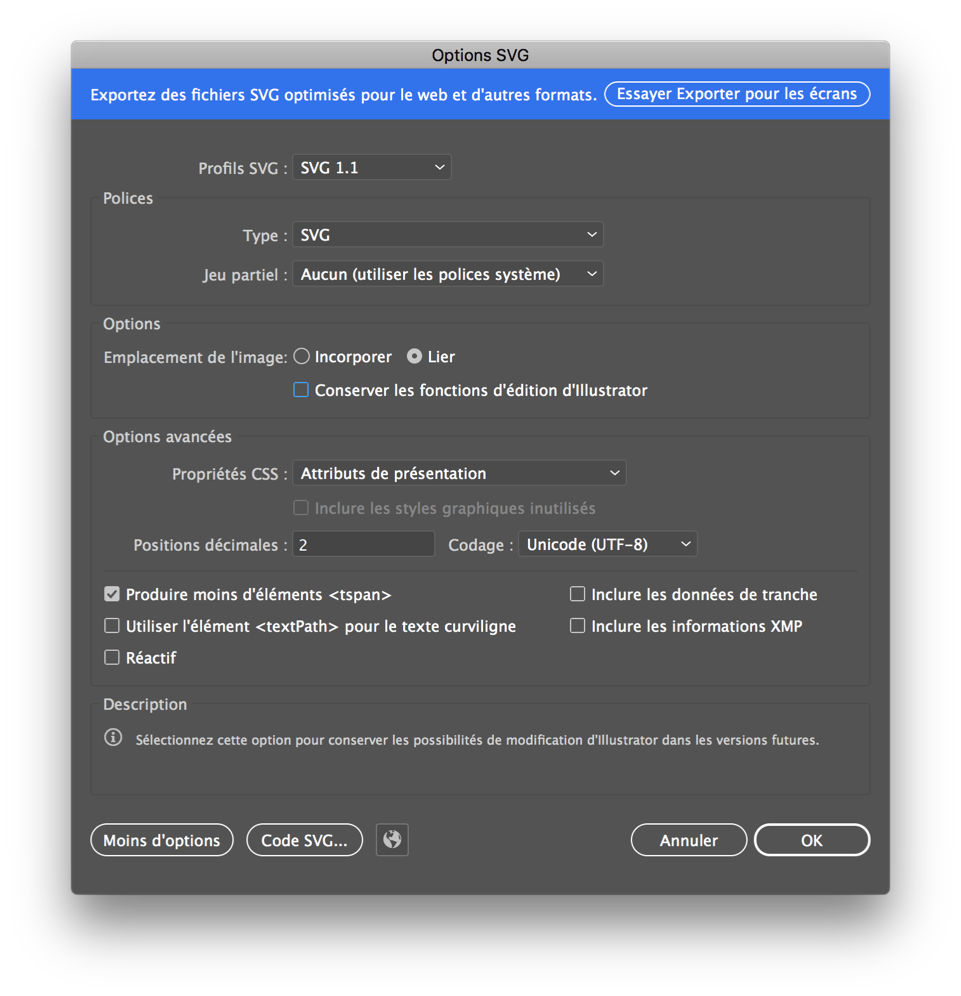 Options SVG
Exportez des fichiers SVG optimisés pour le web et d'autres formats. Essayer Exporter pour les écrans
Profils SVG : SVG 1.1
Polices
Type : SVG
Jeu partiel : Aucun (utiliser les polices système)
Options
Emplacement de l'image: Incorporer Lier
Conserver les fonctions d'édition d'Illustrator
Options avancées
Propriétés CSS : Attributs de présentation
Inclure les styles graphiques inutilisés
Positions décimales : 2 Codage : Unicode (UTF-8)
Produire moins d'éléments <tspan> Inclure les données de tranche
Utiliser l'élément <textPath> pour le texte curviligne Inclure les informations XMP
Réactif
Description
Sélectionnez cette option pour conserver les possibilités de modification d'Illustrator dans les versions futures.
Moins d'options Code SVG... Annuler OK